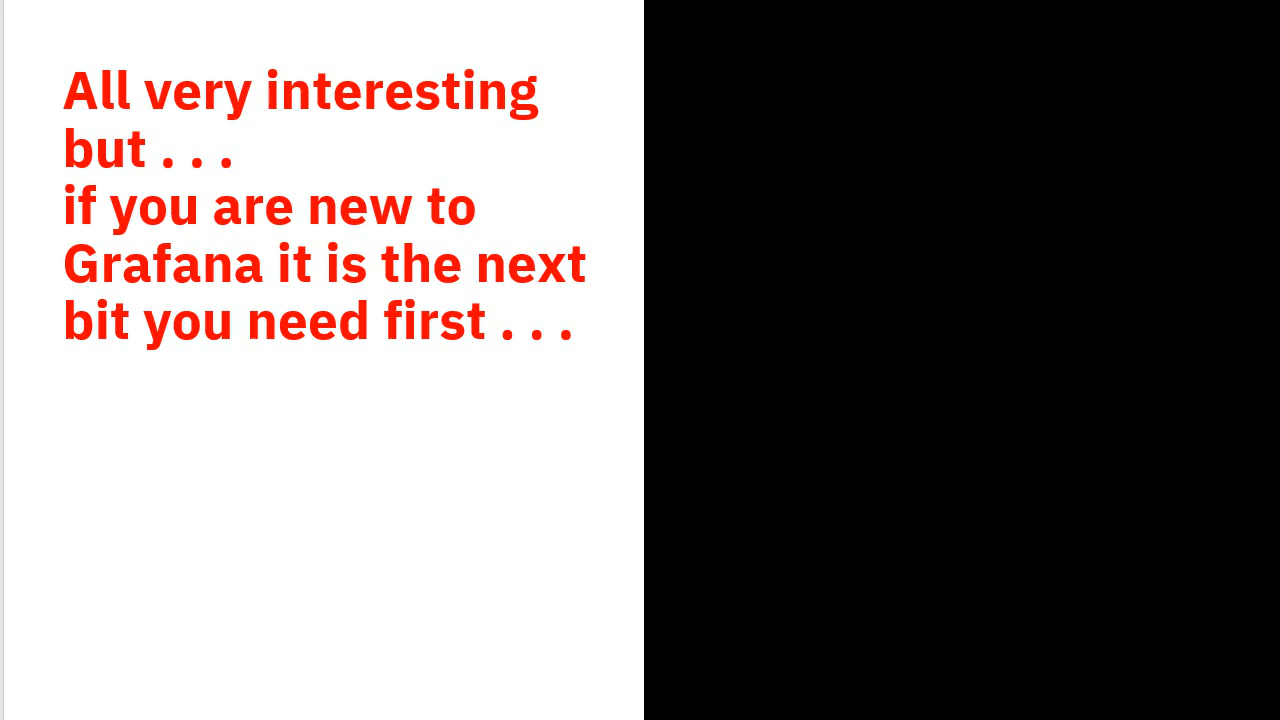 All very interesting
but . . .
if you are new to
Grafana it is the next
bit you need first . . .